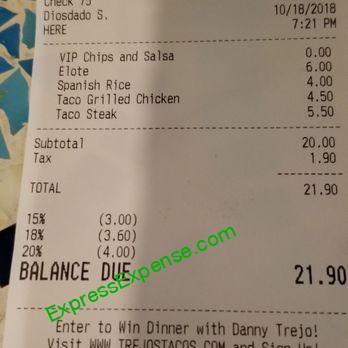 Check 75
Diosdado S. 10/18/2018
HERE 7:21 PM
VIP Chips and Salsa 0.00
Elote 6.00
Spanish Rice 4.00
Taco Grilled Chicken 4.50
Taco Steak 5.50
Subtotal 20.00
Tax 1.90
TOTAL 21.90
15% (3.00)
18% (3.60)
20% (4.00)
BALANCE DUE 21.90
ExpressExpense.com
Enter to Win Dinner with Danny Trejo!
Visit WWW.TREJOSTACOS.COM and Sign Up!